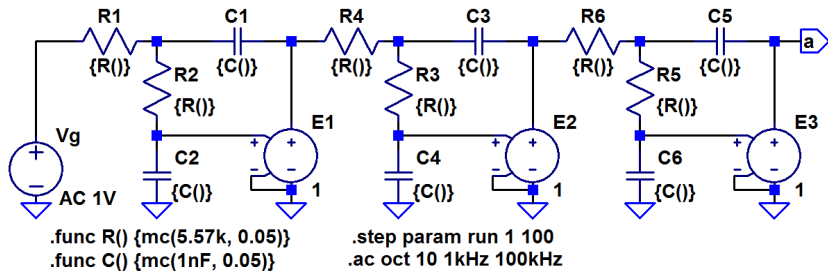 R1
C1
R4
C3
R6
C5
{R()}
{C()}
{R()}
{C()}
{R()}
{C()}
a
R2
{R()}
R3
{R()}
R5
{R()}
Vg
AC 1V
C2
{C()}
E1
1
C4
{C()}
E2
1
C6
{C()}
E3
1
.func R() {mc(5.57k, 0.05)}
.func C() {mc(1nF, 0.05)}
.step param run 1 100
.ac oct 10 1kHz 100kHz